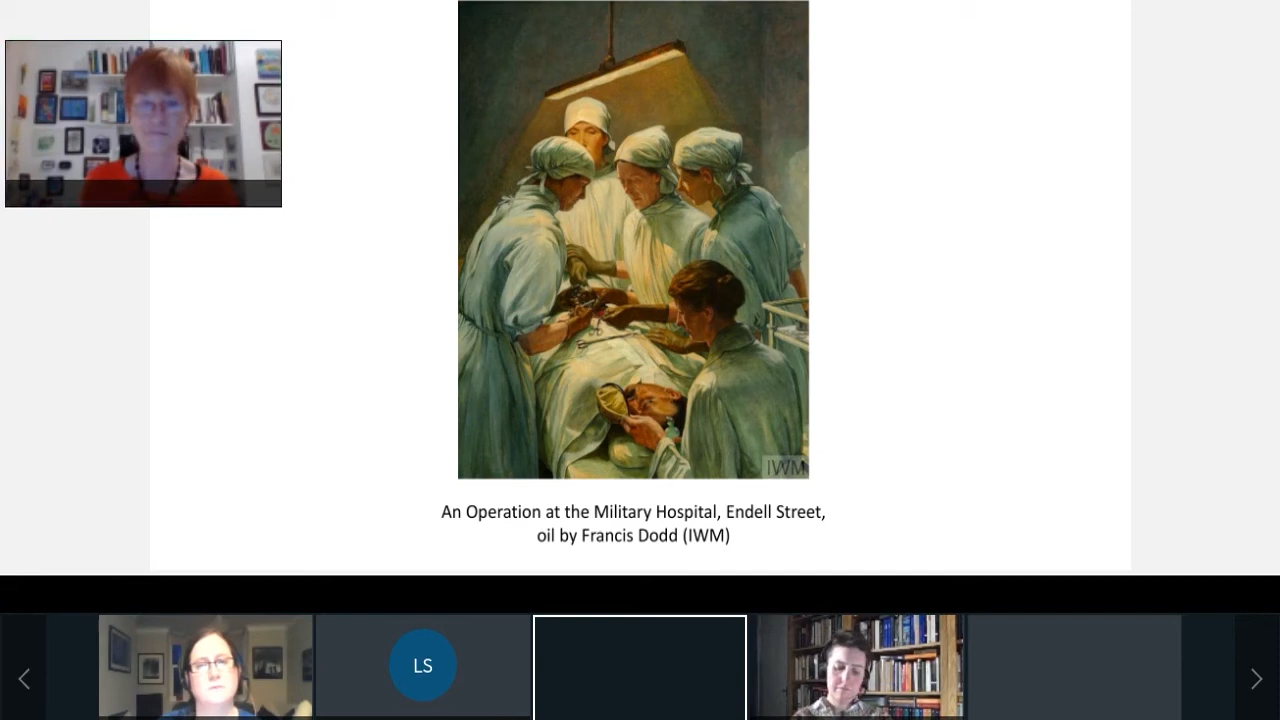 IWM
An Operation at the Military Hospital, Endell Street,
oil by Francis Dodd (IWM)
LS